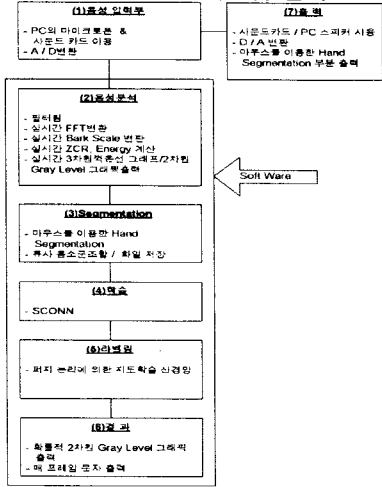 (1)음성 입력부
- PC의 마이크로폰 &
사운드 카드 이용
- A / D변환
(7)출 력
- 사운드카드 / PC 스피커 사용
- D / A 변환
- 마우스를 이용한 Hand
Segmentation 부분 출력
(2)음성분석
- 필터링
- 실시간 FFT변환
- 실시간 Bark Scale 변환
- 실시간 ZCR, Energy 계산
- 실시간 3차원 그래프/2차원
Gray Level 그래픽출력
Soft Ware
(3)Segmentation
- 마우스를 이용한 Hand
Segmentation
- 유사 음소군조합 / 화일 저장
(4)학습
- SCONN
(5)라벨링
- 퍼지 논리에 의한 지도학습 신경망
(6)결 과
- 확률적 2차원 Gray Level 그래픽
출력
- 매 프레임 문자 출력